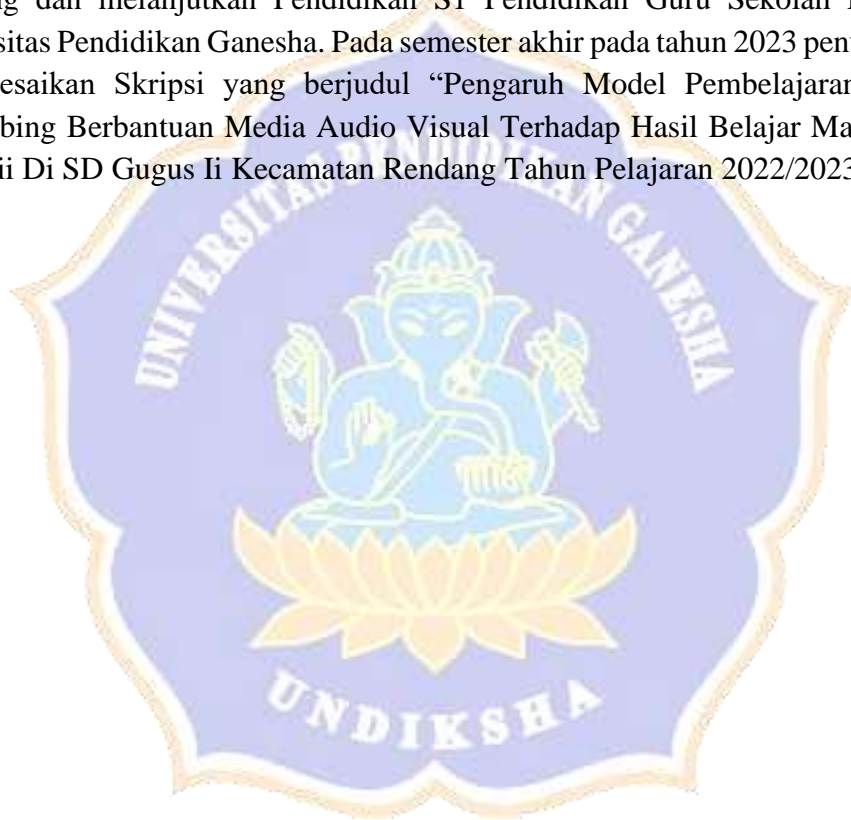 dan melanjutkan Pendidikan S1 Pendidikan Guru Sekolah
Pendidikan Ganesha. Pada semester akhir pada tahun 2023
Skripsi yang berjudul “Pengaruh Model Pembelajaran
Berbantuan Media Audio Visual Terhadap Hasil Belajar
Di SD Gugus Ii Kecamatan Rendang Tahun Pelajaran 2022/2023
UNIVERSITAS PENDIDIKAN GANESHA
UNDIKSHA